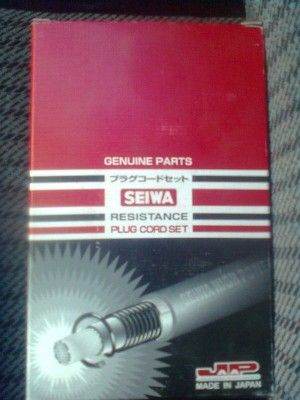 GENUINE PARTS
プラグコードセット
SEIWA
RESISTANCE
PLUG CORD SET
JAP
MADE IN JAPAN